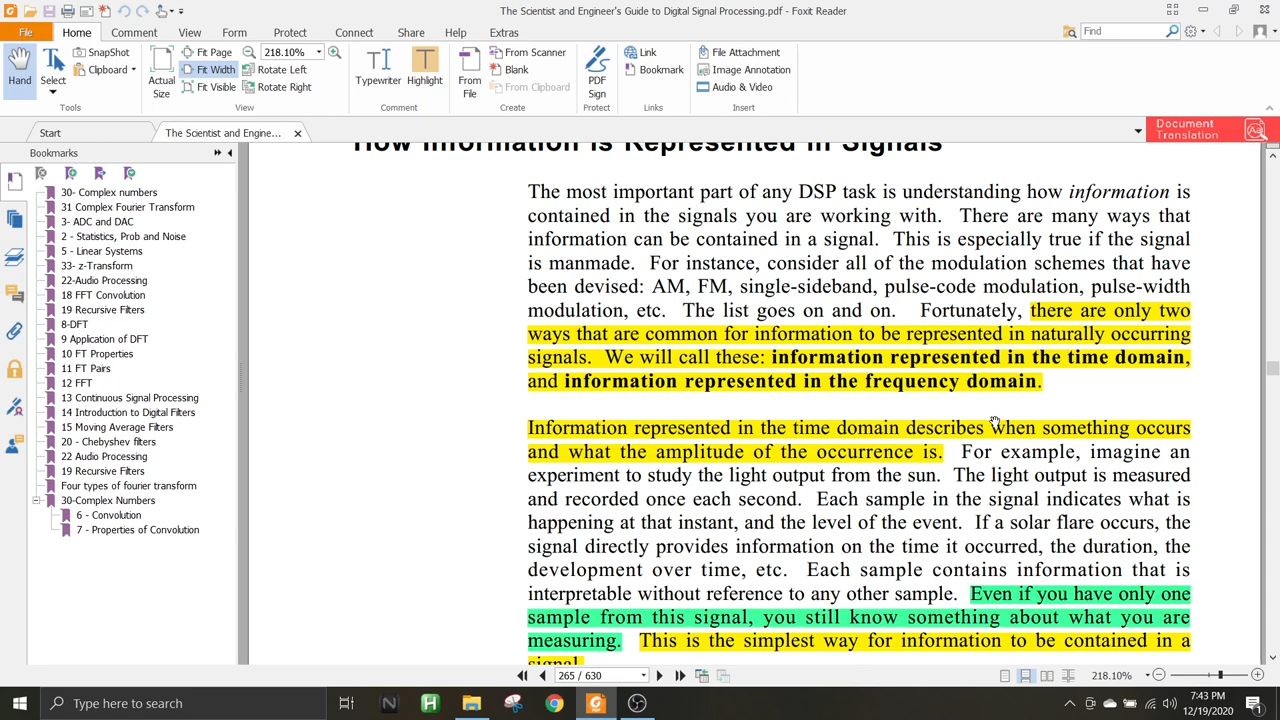 The Scientist and Engineer's Guide to Digital Signal Processing.pdf - Foxit Reader
File Home Comment View Form Protect Connect Share Help Extras
Find
Hand
Select
SnapShot
Clipboard
Tools
Actual Size
Fit Page
Fit Width
Fit Visible
218.10%
Rotate Left
Rotate Right
View
Typewriter
Highlight
Comment
From File
From Scanner
Blank
From Clipboard
Create
PDF Sign
Protect
Link
Bookmark
Links
File Attachment
Image Annotation
Audio & Video
Insert
Start
The Scientist and Engine...
Document
Translation
Bookmarks
30- Complex numbers
31 Complex Fourier Transform
3- ADC and DAC
2 - Statistics, Prob and Noise
5 - Linear Systems
33- z-Transform
22-Audio Processing
18 FFT Convolution
19 Recursive Filters
8-DFT
9 Application of DFT
10 FT Properties
11 FT Pairs
12 FFT
13 Continuous Signal Processing
14 Introduction to Digital Filters
15 Moving Average Filters
20 - Chebyshev filters
22 Audio Processing
19 Recursive Filters
Four types of fourier transform
30-Complex Numbers
6 - Convolution
7 - Properties of Convolution
How Information is Represented in Signals
The most important part of any DSP task is understanding how information is
contained in the signals you are working with. There are many ways that
information can be contained in a signal. This is especially true if the signal
is manmade. For instance, consider all of the modulation schemes that have
been devised: AM, FM, single-sideband, pulse-code modulation, pulse-width
modulation, etc. The list goes on and on. Fortunately, there are only two
ways that are common for information to be represented in naturally occurring
signals. We will call these: information represented in the time domain,
and information represented in the frequency domain.
Information represented in the time domain describes when something occurs
and what the amplitude of the occurrence is. For example, imagine an
experiment to study the light output from the sun. The light output is measured
and recorded once each second. Each sample in the signal indicates what is
happening at that instant, and the level of the event. If a solar flare occurs, the
signal directly provides information on the time it occurred, the duration, the
development over time, etc. Each sample contains information that is
interpretable without reference to any other sample. Even if you have only one
sample from this signal, you still know something about what you are
measuring. This is the simplest way for information to be contained in a
signal.
265 / 630
218.10%
Type here to search
7:43 PM
12/19/2020